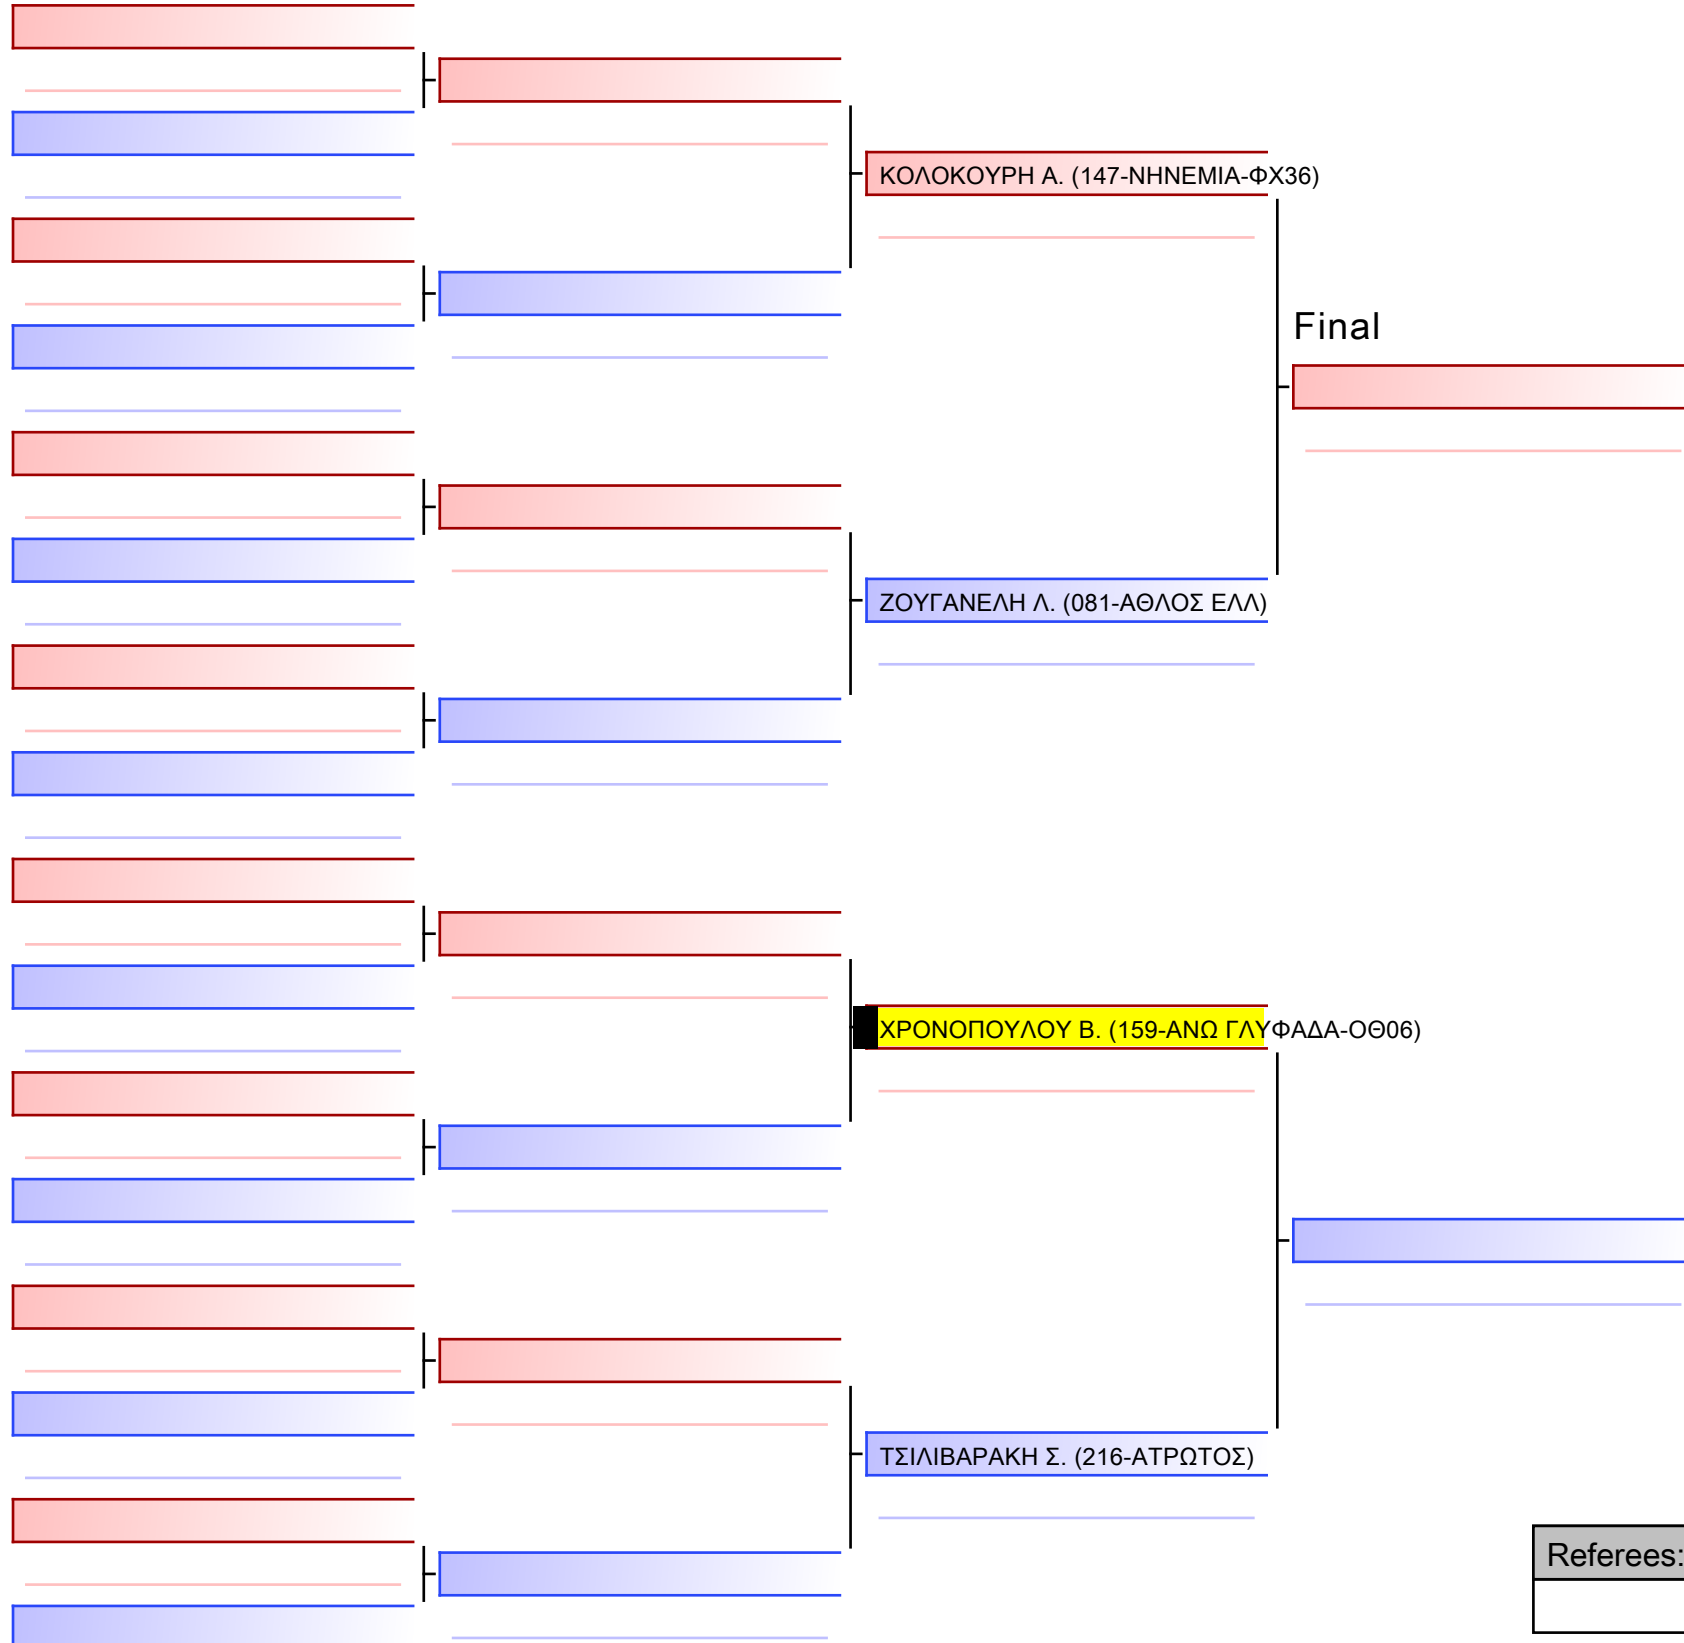 ΚΟΛΟΚΟΥΡΗ Α. (147-ΝΗΝΕΜΙΑ-ΦΧ36)
Final
ΖΟΥΓΑΝΕΛΗ Λ. (081-ΑΘΛΟΣ ΕΛΛ)
ΧΡΟΝΟΠΟΥΛΟΥ Β. (159-ΑΝΩ ΓΛΥΦΑΔΑ-ΟΘ06)
ΤΣΙΛΙΒΑΡΑΚΗ Σ. (216-ΑΤΡΩΤΟΣ)
Referees: